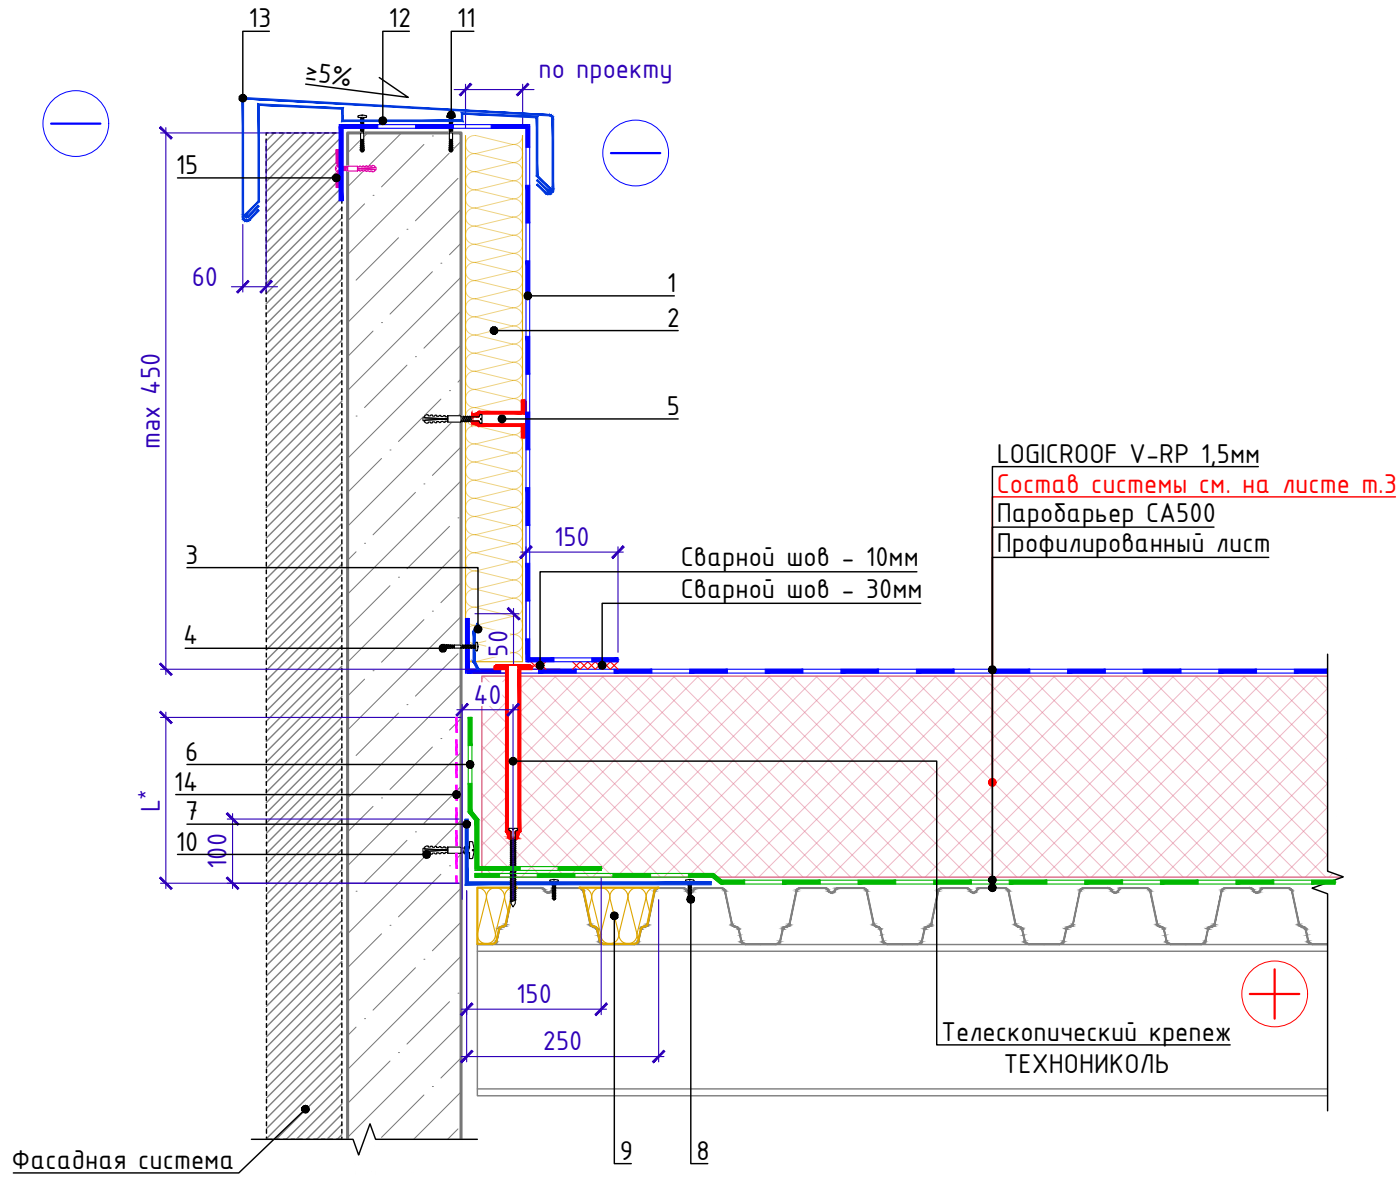 13
12
11
≥5%
по проекту
15
60
1
2
max 450
5
LOGICROOF V-RP 1,5мм
Состав системы см. на листе т.3
Паробарьер СА500
Профилированный лист
150
3
Сварной шов - 10мм
Сварной шов - 30мм
4
50
40
6
14
L*
7
100
10
150
250
Телескопический крепеж
ТЕХНОНИКОЛЬ
9
8
Фасадная система